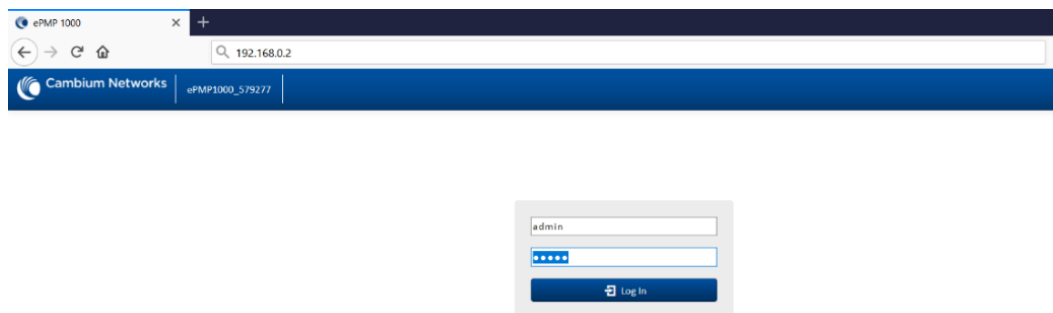 ePMP 1000
192.168.0.2
Cambium Networks
ePMP1000_579277
admin
•••••
Log In